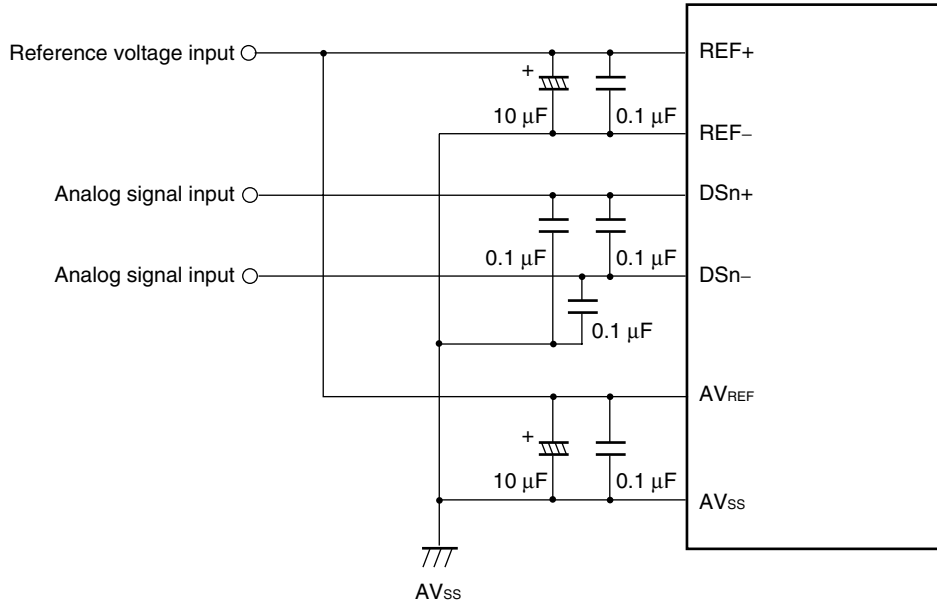 Reference voltage input
REF+
+
10 μF
0.1 μF
REF−
Analog signal input
DSn+
0.1 μF
0.1 μF
Analog signal input
DSn−
0.1 μF
AVREF
+
10 μF
0.1 μF
AVSS
AVSS